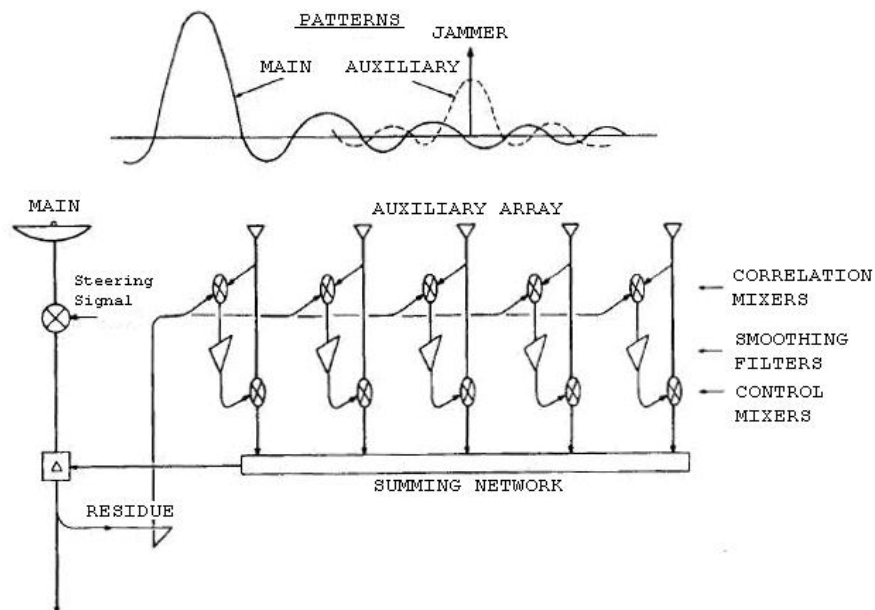 PATTERNS
JAMMER
MAIN
AUXILIARY
MAIN
AUXILIARY ARRAY
Steering
Signal
CORRELATION
MIXERS
SMOOTHING
FILTERS
CONTROL
MIXERS
Δ
SUMMING NETWORK
RESIDUE